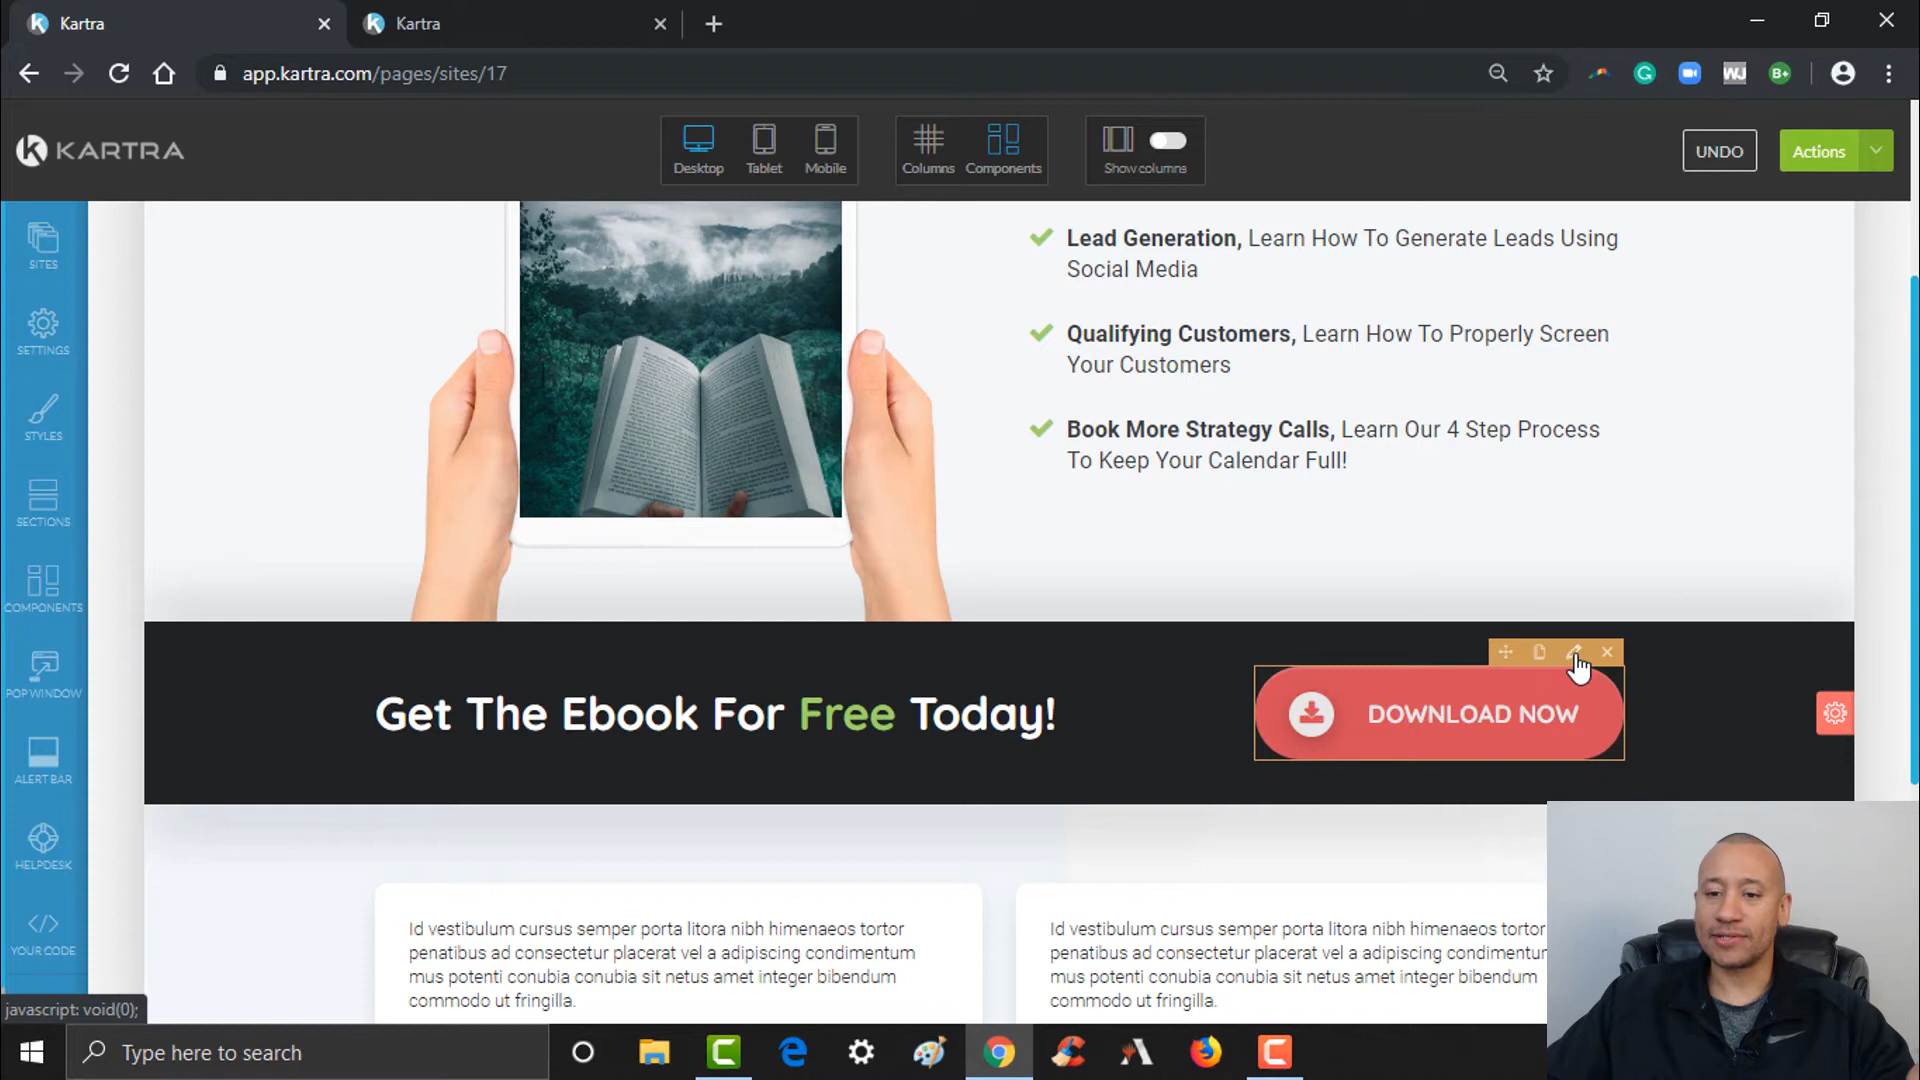 Kartra
Kartra
app.kartra.com/pages/sites/17
KARTRA
Desktop
Tablet
Mobile
Columns
Components
Show columns
UNDO
Actions
SITES
SETTINGS
STYLES
SECTIONS
COMPONENTS
POP WINDOW
ALERT BAR
HELPDESK
YOUR CODE
Lead Generation, Learn How To Generate Leads Using
Social Media
Qualifying Customers, Learn How To Properly Screen
Your Customers
Book More Strategy Calls, Learn Our 4 Step Process
To Keep Your Calendar Full!
Get The Ebook For Free Today!
DOWNLOAD NOW
Id vestibulum cursus semper porta litora nibh himenaeos tortor
penatibus ad consectetur placerat vel a adipiscing condimentum
mus potenti conubia conubia sit netus amet integer bibendum
commodo ut fringilla.
Id vestibulum cursus semper porta litora nibh himenaeos tortor
penatibus ad consectetur placerat vel a adipiscing condimentum
mus potenti conubia conubia sit netus amet integer bibendum
commodo ut fringilla.
javascript: void(0);
Type here to search